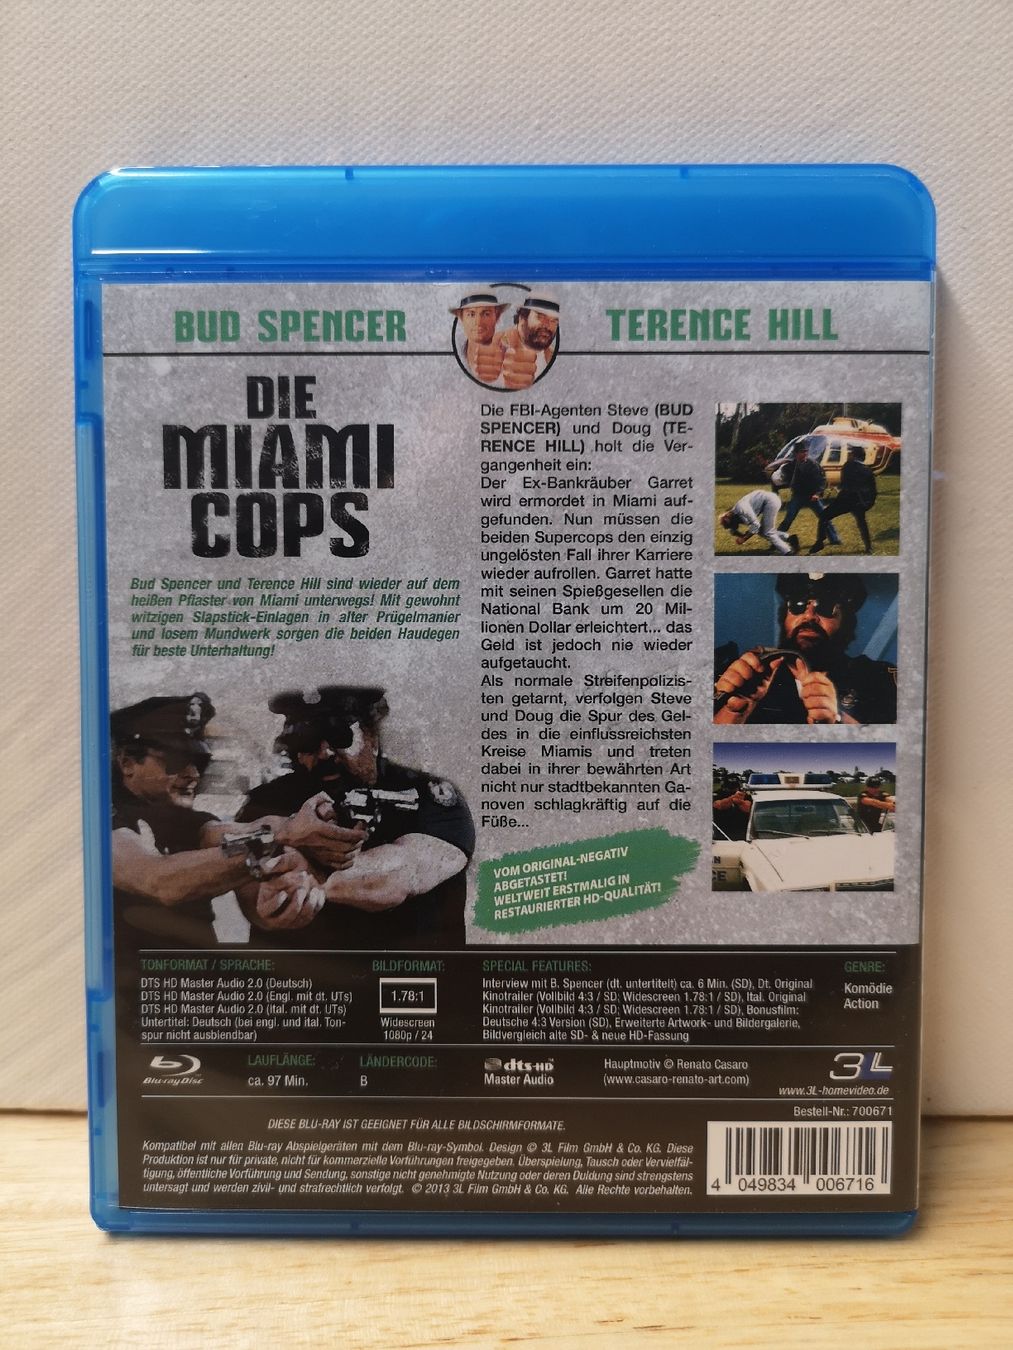 BUD SPENCER
TERENCE HILL
DIE
MIAMI
COPS
Bud Spencer und Terence Hill sind wieder auf dem
heißen Pflaster von Miami unterwegs! Mit gewohnt
witzigen Slapstick-Einlagen in alter Prügelmanier
und losem Mundwerk sorgen die beiden Haudegen
für beste Unterhaltung!
Die FBI-Agenten Steve (BUD
SPENCER) und Doug (TE-
RENCE HILL) holt die Ver-
gangenheit ein:
Der Ex-Bankräuber Garret
wird ermordet in Miami auf-
gefunden. Nun müssen die
beiden Supercops den einzig
ungelösten Fall ihrer Karriere
wieder aufrollen. Garret hatte
mit seinen Spießgesellen die
National Bank um 20 Mil-
lionen Dollar erleichtert... das
Geld ist jedoch nie wieder
aufgetaucht.
Als normale Streifenpolizis-
ten getarnt, verfolgen Steve
und Doug die Spur des Gel-
des in die einflussreichsten
Kreise Miamis und treten
dabei in ihrer bewährten Art
nicht nur stadtbekannten Ga-
noven schlagkräftig auf die
Füße...
VOM ORIGINAL-NEGATIV
ABGETASTET!
WELTWEIT ERSTMALIG IN
RESTAURIERTER HD-QUALITÄT!
TONFORMAT / SPRACHE:
DTS HD Master Audio 2.0 (Deutsch)
DTS HD Master Audio 2.0 (Engl. mit dt. UTs)
DTS HD Master Audio 2.0 (Ital. mit dt. UTs)
Untertitel: Deutsch (bei engl. und ital. Ton-
spur nicht ausblendbar)
BILDFORMAT:
1.78:1
Widescreen
1080p / 24
SPECIAL FEATURES:
Interview mit B. Spencer (dt. untertitelt) ca. 6 Min. (SD), Dt. Original
Kinotrailer (Vollbild 4:3 / SD; Widescreen 1.78:1 / SD), Ital. Original
Kinotrailer (Vollbild 4:3 / SD; Widescreen 1.78:1 / SD), Bonusfilm:
Deutsche 4:3 Version (SD), Erweiterte Artwork- und Bildergalerie,
Bildvergleich alte SD- & neue HD-Fassung
GENRE:
Komödie
Action
Blu-ray Disc
LAUFLÄNGE:
ca. 97 Min.
LÄNDERCODE:
B
dts-HD
Master Audio
Hauptmotiv © Renato Casaro
(www.casaro-renato-art.com)
3L
www.3L-homevideo.de
Bestell-Nr.: 700671
DIESE BLU-RAY IST GEEIGNET FÜR ALLE BILDSCHIRMFORMATE.
Kompatibel mit allen Blu-ray Abspielgeräten mit dem Blu-ray-Symbol. Design © 3L Film GmbH & Co. KG. Diese
Produktion ist nur für private, nicht für kommerzielle Vorführungen freigegeben. Überspielung, Tausch oder Vervielfäl-
tigung, öffentliche Vorführung und Sendung, sonstige nicht genehmigte Nutzung oder deren Duldung sind strengstens
untersagt und werden zivil- und strafrechtlich verfolgt. © 2013 3L Film GmbH & Co. KG. Alle Rechte vorbehalten.
4 049834 006716